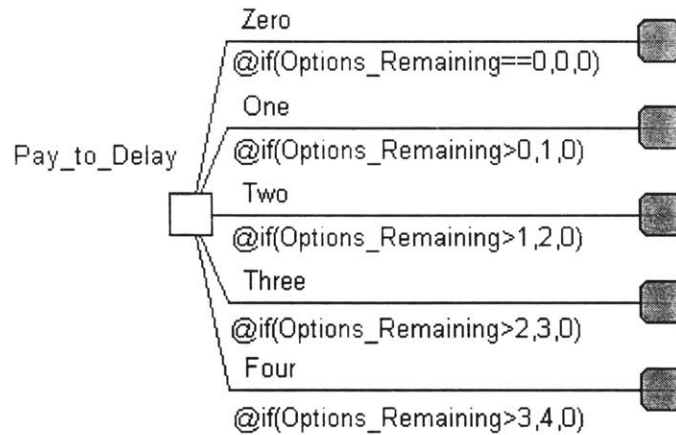 Zero
@if(Options_Remaining==0,0,0)
One
@if(Options_Remaining>0,1,0)
Pay_to_Delay
Two
@if(Options_Remaining>1,2,0)
Three
@if(Options_Remaining>2,3,0)
Four
@if(Options_Remaining>3,4,0)